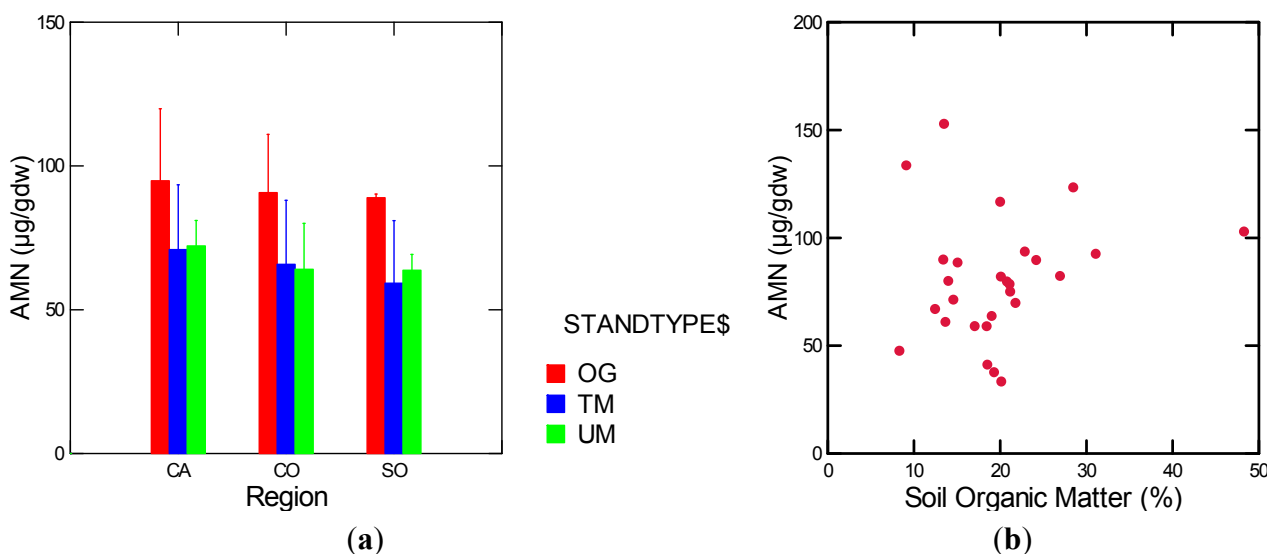 150
100
50
0
AMN (µg/gdw)
CA CO SO
Region
STANDTYPE$
OG
TM
UM
(a)
200
150
100
50
0
AMN (µg/gdw)
0 10 20 30 40 50
Soil Organic Matter (%)
(b)